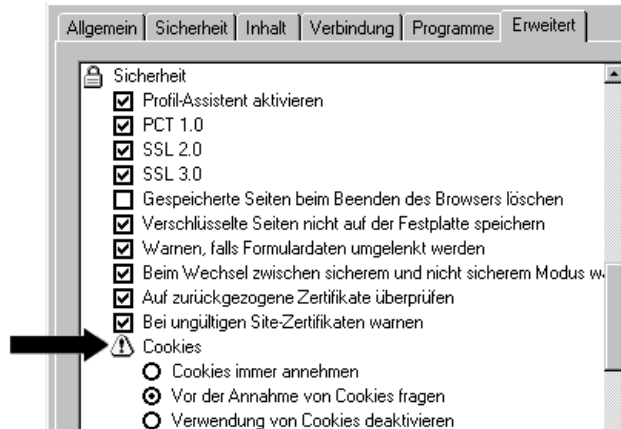 Allgemein Sicherheit Inhalt Verbindung Programme Erweitert
Sicherheit
Profil-Assistent aktivieren
PCT 1.0
SSL 2.0
SSL 3.0
Gespeicherte Seiten beim Beenden des Browsers löschen
Verschlüsselte Seiten nicht auf der Festplatte speichern
Warnen, falls Formulardaten umgelenkt werden
Beim Wechsel zwischen sicherem und nicht sicherem Modus
Auf zurückgezogene Zertifikate überprüfen
Bei ungültigen Site-Zertifikaten warnen
Cookies
Cookies immer annehmen
Vor der Annahme von Cookies fragen
Verwendung von Cookies deaktivieren